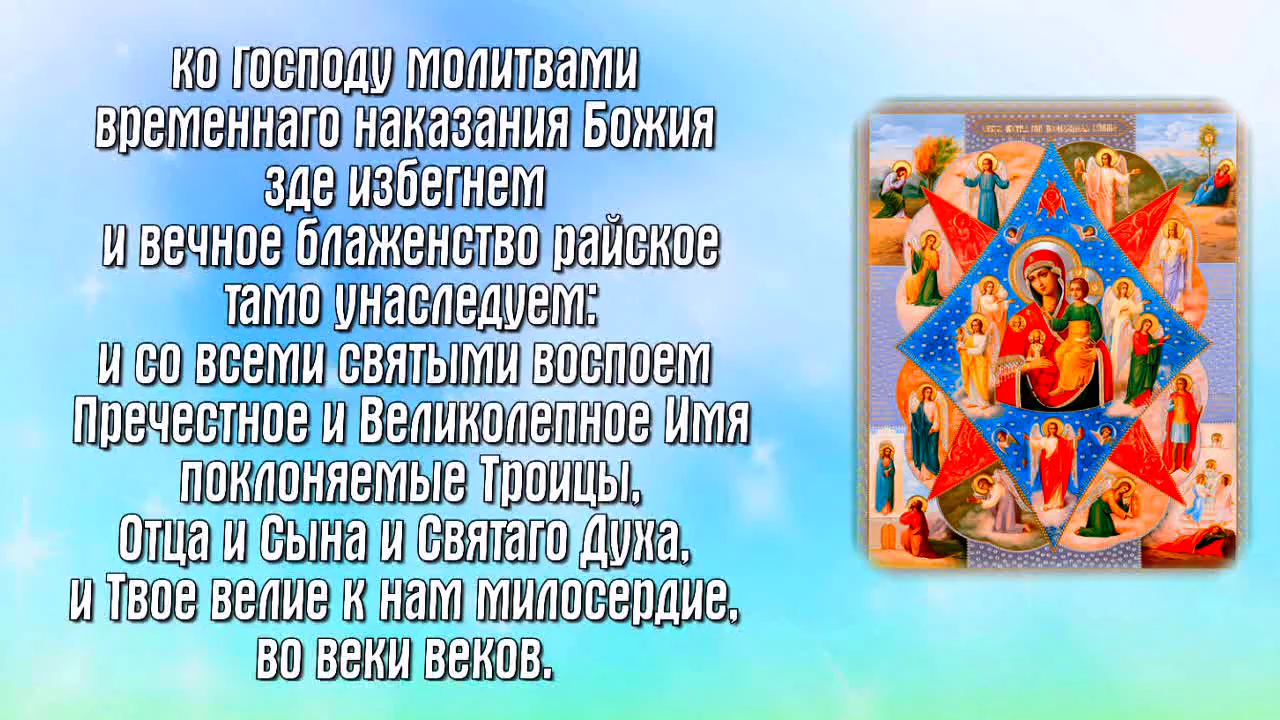 ко Господу молитвами
временнаго наказания Божия
зде избегнем
и вечное блаженство райское
тамо унаследуем:
и со всеми святыми воспоем
Пречестное и Великолепное Имя
поклоняемые Троицы,
Отца и Сына и Святаго Духа,
и Твое велие к нам милосердие,
во веки веков.